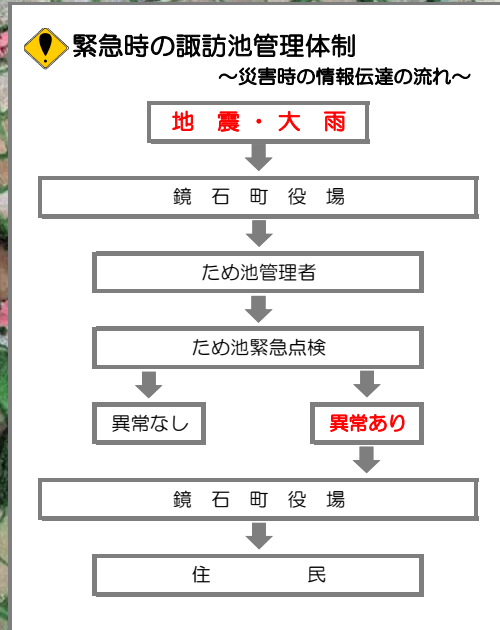 緊急時の諏訪池管理体制
～災害時の情報伝達の流れ～
地　震・大　雨
鏡　石　町　役　場
ため池管理者
ため池緊急点検
異常なし　異常あり
鏡　石　町　役　場
住　　　　　民